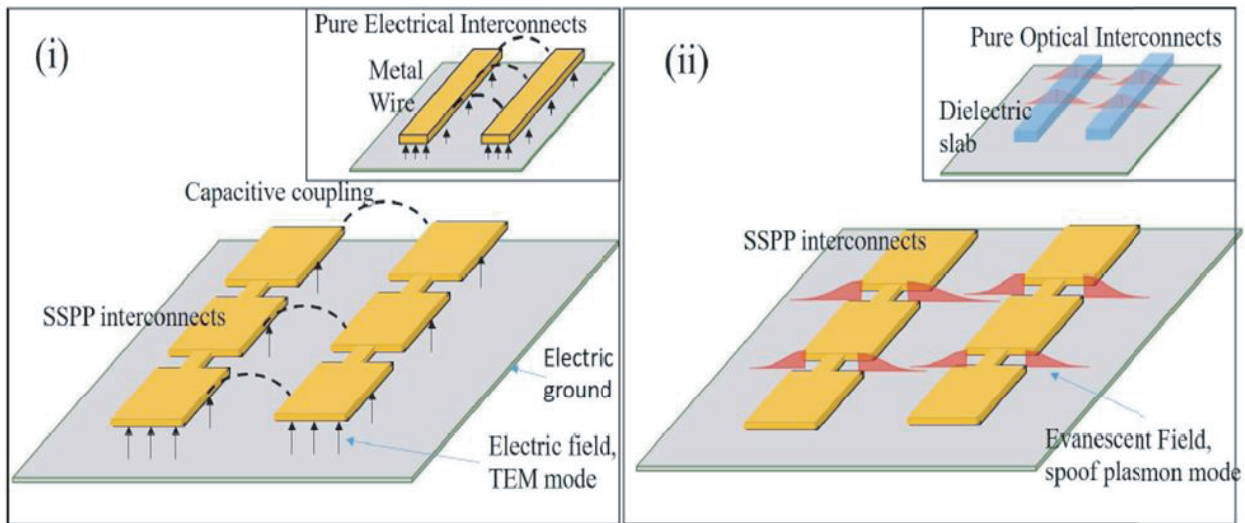 (i)
Pure Electrical Interconnects
Metal
Wire
Capacitive coupling
SSPP interconnects
Electric
ground
Electric field,
TEM mode
(ii)
Pure Optical Interconnects
Dielectric
slab
SSPP interconnects
Evanescent Field,
spoof plasmon mode